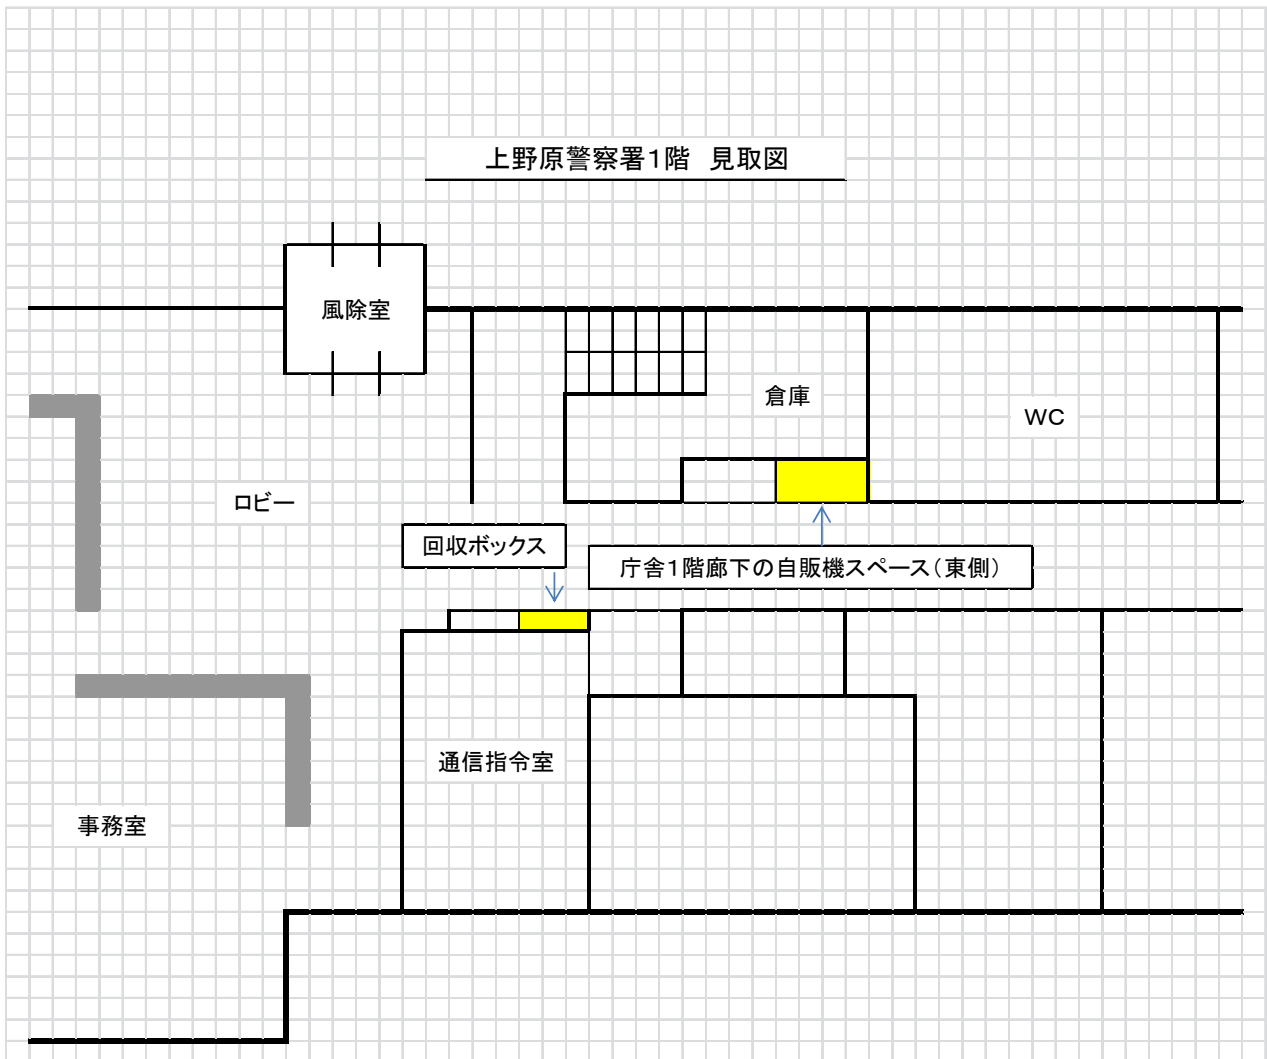 上野原警察署1階　見取図
風除室
倉庫
WC
ロビー
回収ボックス
庁舎1階廊下の自販機スペース（東側）
通信指令室
事務室